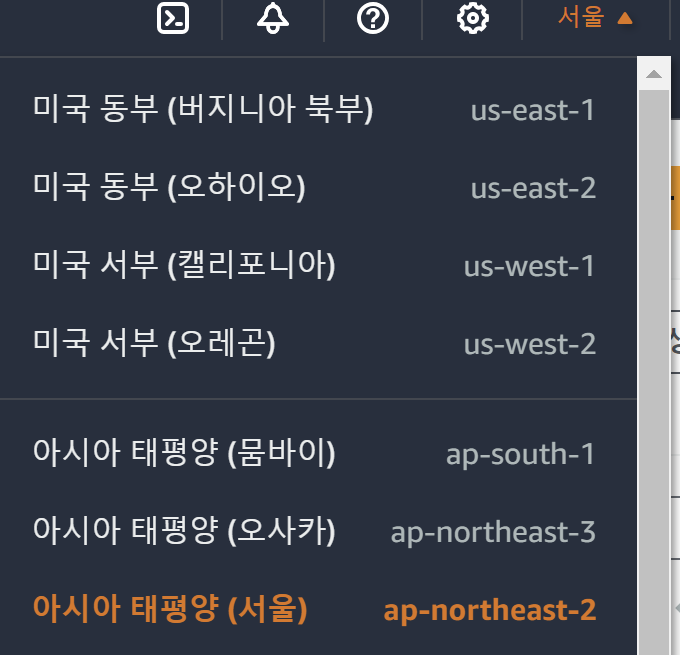 서울 ▲
미국 동부 (버지니아 북부) us-east-1
미국 동부 (오하이오) us-east-2
미국 서부 (캘리포니아) us-west-1
미국 서부 (오레곤) us-west-2
아시아 태평양 (뭄바이) ap-south-1
아시아 태평양 (오사카) ap-northeast-3
아시아 태평양 (서울) ap-northeast-2